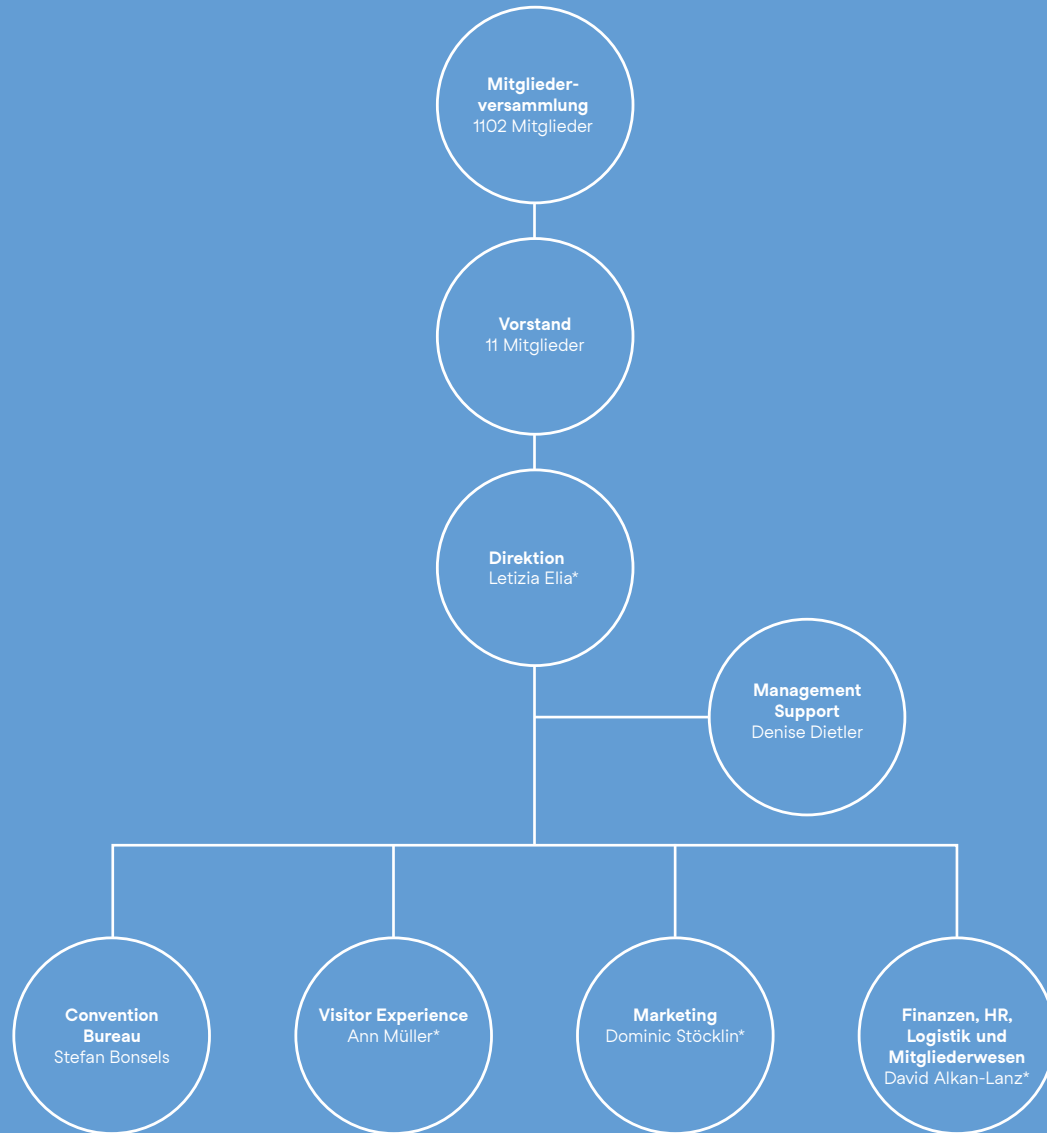 Mitglieder-
versammlung
1102 Mitglieder
Vorstand
11 Mitglieder
Direktion
Letizia Elia*
Management
Support
Denise Dietler
Convention
Bureau
Stefan Bonsels
Visitor Experience
Ann Müller*
Marketing
Dominic Stöcklin*
Finanzen, HR,
Logistik und
Mitgliederwesen
David Alkan-Lanz*